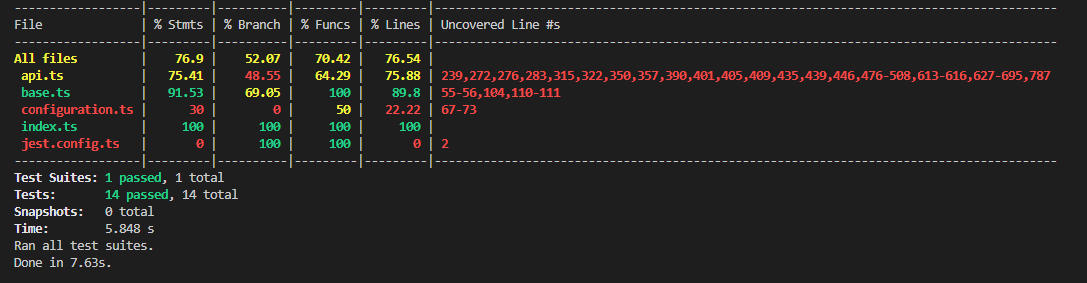 -----------------|---------|----------|---------|---------|------------------------------------------------------------------------------------
File             | % Stmts | % Branch | % Funcs | % Lines | Uncovered Line #s
-----------------|---------|----------|---------|---------|------------------------------------------------------------------------------------
All files        |    76.9 |    52.07 |   70.42 |   76.54 |
 api.ts          |   75.41 |    48.55 |   64.29 |   75.88 | 239,272,276,283,315,322,350,357,390,401,405,409,435,439,446,476-508,613-616,627-695,787
 base.ts         |   91.53 |    69.05 |     100 |    89.8 | 55-56,104,110-111
 configuration.ts |      30 |        0 |      50 |   22.22 | 67-73
 index.ts        |     100 |      100 |     100 |     100 |
 jest.config.ts  |       0 |      100 |     100 |       0 | 2
-----------------|---------|----------|---------|---------|------------------------------------------------------------------------------------
Test Suites: 1 passed, 1 total
Tests:       14 passed, 14 total
Snapshots:   0 total
Time:        5.848 s
Ran all test suites.
Done in 7.63s.